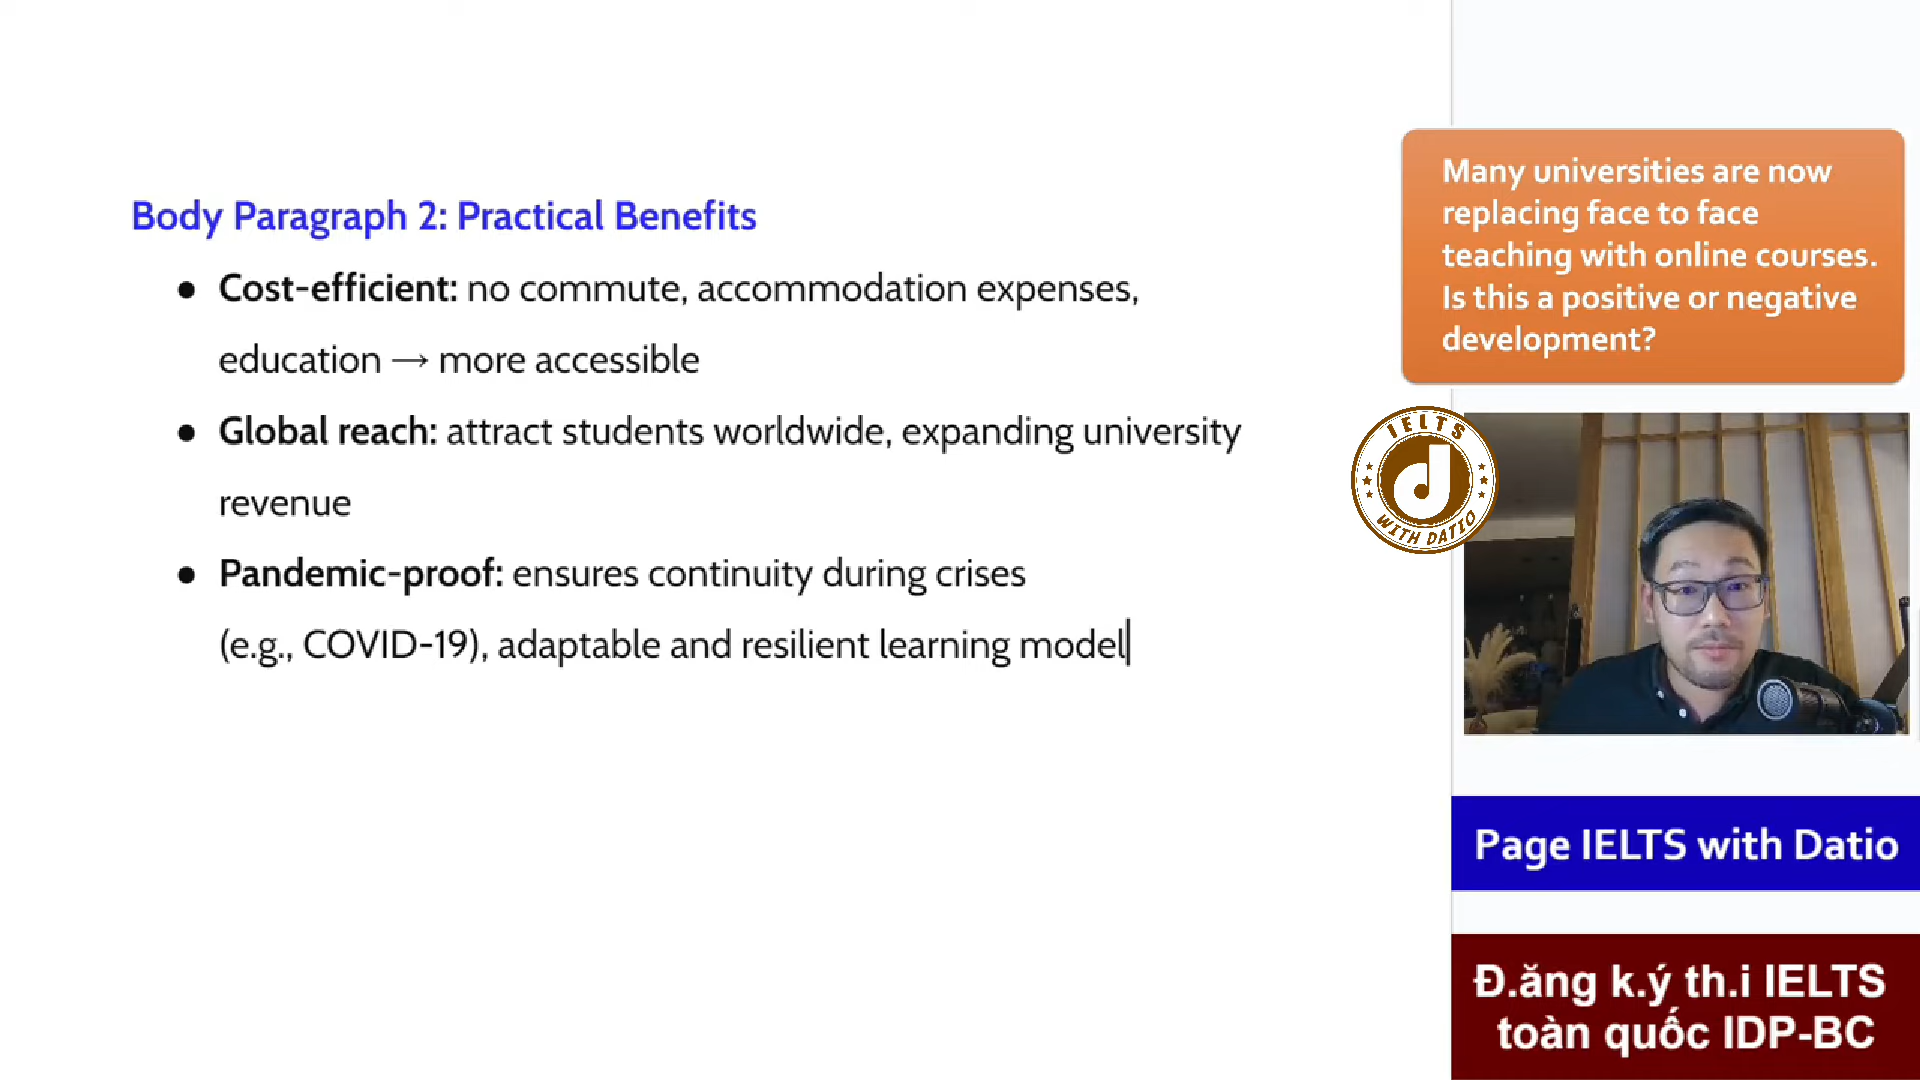 Body Paragraph 2: Practical Benefits
● Cost-efficient: no commute, accommodation expenses,
education → more accessible
● Global reach: attract students worldwide, expanding university
revenue
● Pandemic-proof: ensures continuity during crises
(e.g., COVID-19), adaptable and resilient learning model
Many universities are now
replacing face to face
teaching with online courses.
Is this a positive or negative
development?
IELTS
WITH DATIO
Page IELTS with Datio
Đ.ăng k.ý th.i IELTS
toàn quốc IDP-BC